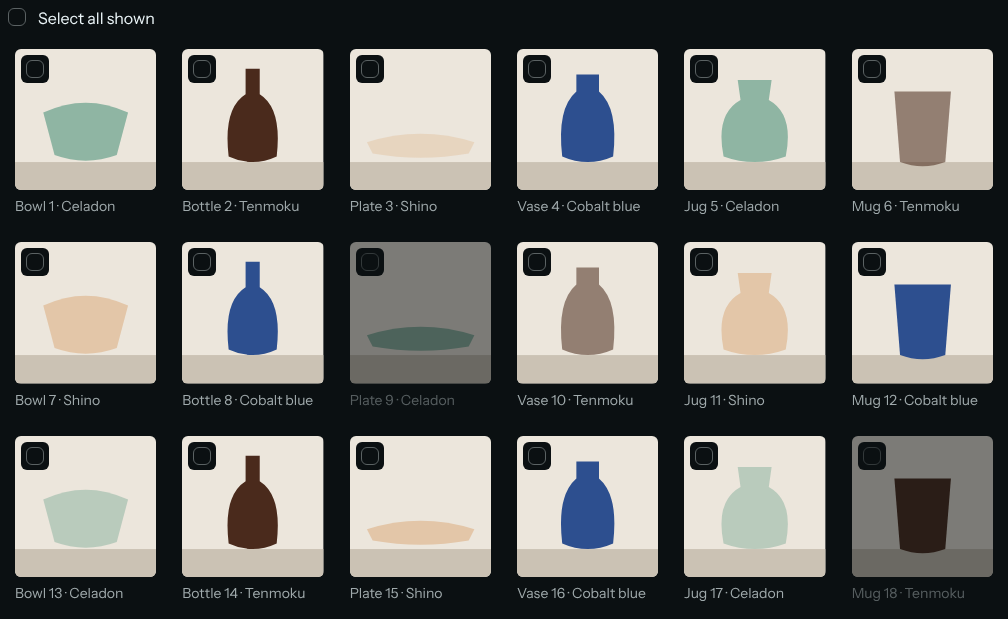 Select all shown
Bowl 1 · Celadon
Bottle 2 · Tenmoku
Plate 3 · Shino
Vase 4 · Cobalt blue
Jug 5 · Celadon
Mug 6 · Tenmoku
Bowl 7 · Shino
Bottle 8 · Cobalt blue
Plate 9 · Celadon
Vase 10 · Tenmoku
Jug 11 · Shino
Mug 12 · Cobalt blue
Bowl 13 · Celadon
Bottle 14 · Tenmoku
Plate 15 · Shino
Vase 16 · Cobalt blue
Jug 17 · Celadon
Mug 18 · Tenmoku